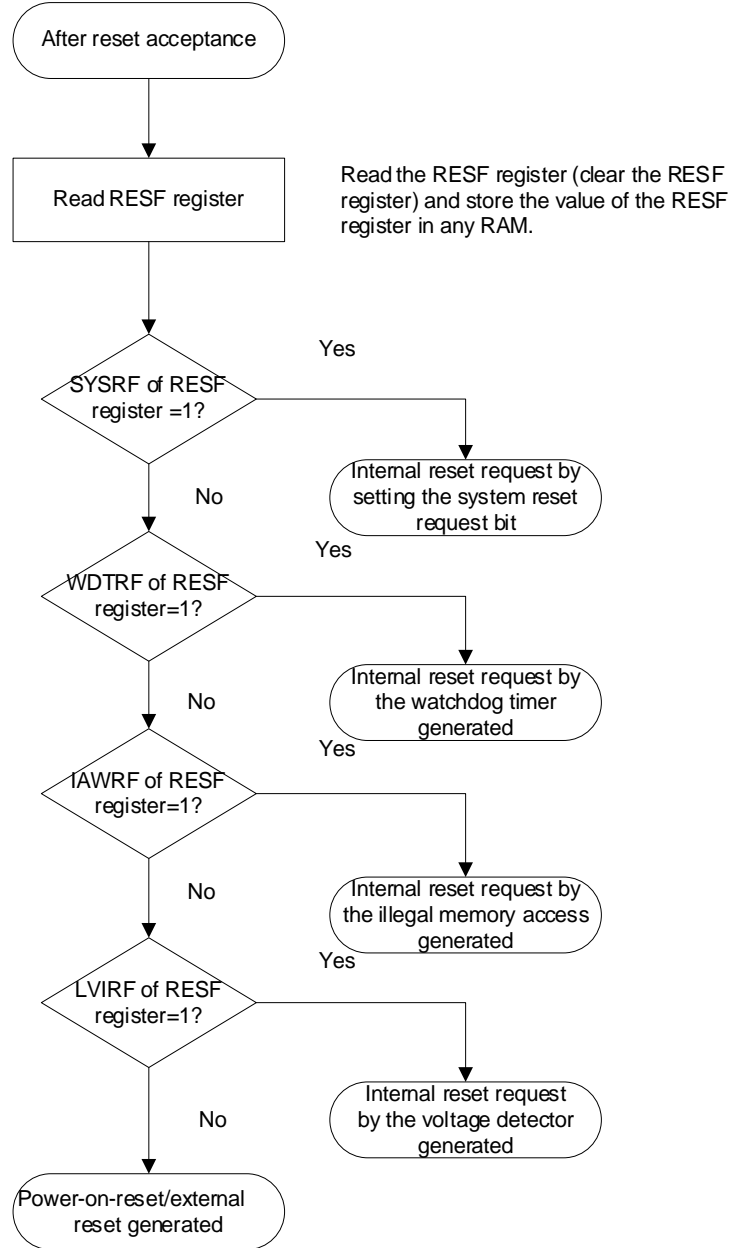 After reset acceptance
Read RESF register
Read the RESF register (clear the RESF
register) and store the value of the RESF
register in any RAM.
Yes
SYSRF of RESF
register =1?
Internal reset request by
setting the system reset
request bit
No
Yes
WDTRF of RESF
register=1?
Internal reset request by
the watchdog timer
generated
No
Yes
IAWRF of RESF
register=1?
Internal reset request by
the illegal memory access
generated
No
Yes
LVIRF of RESF
register=1?
Internal reset request
by the voltage detector
generated
No
Power-on-reset/external
reset generated